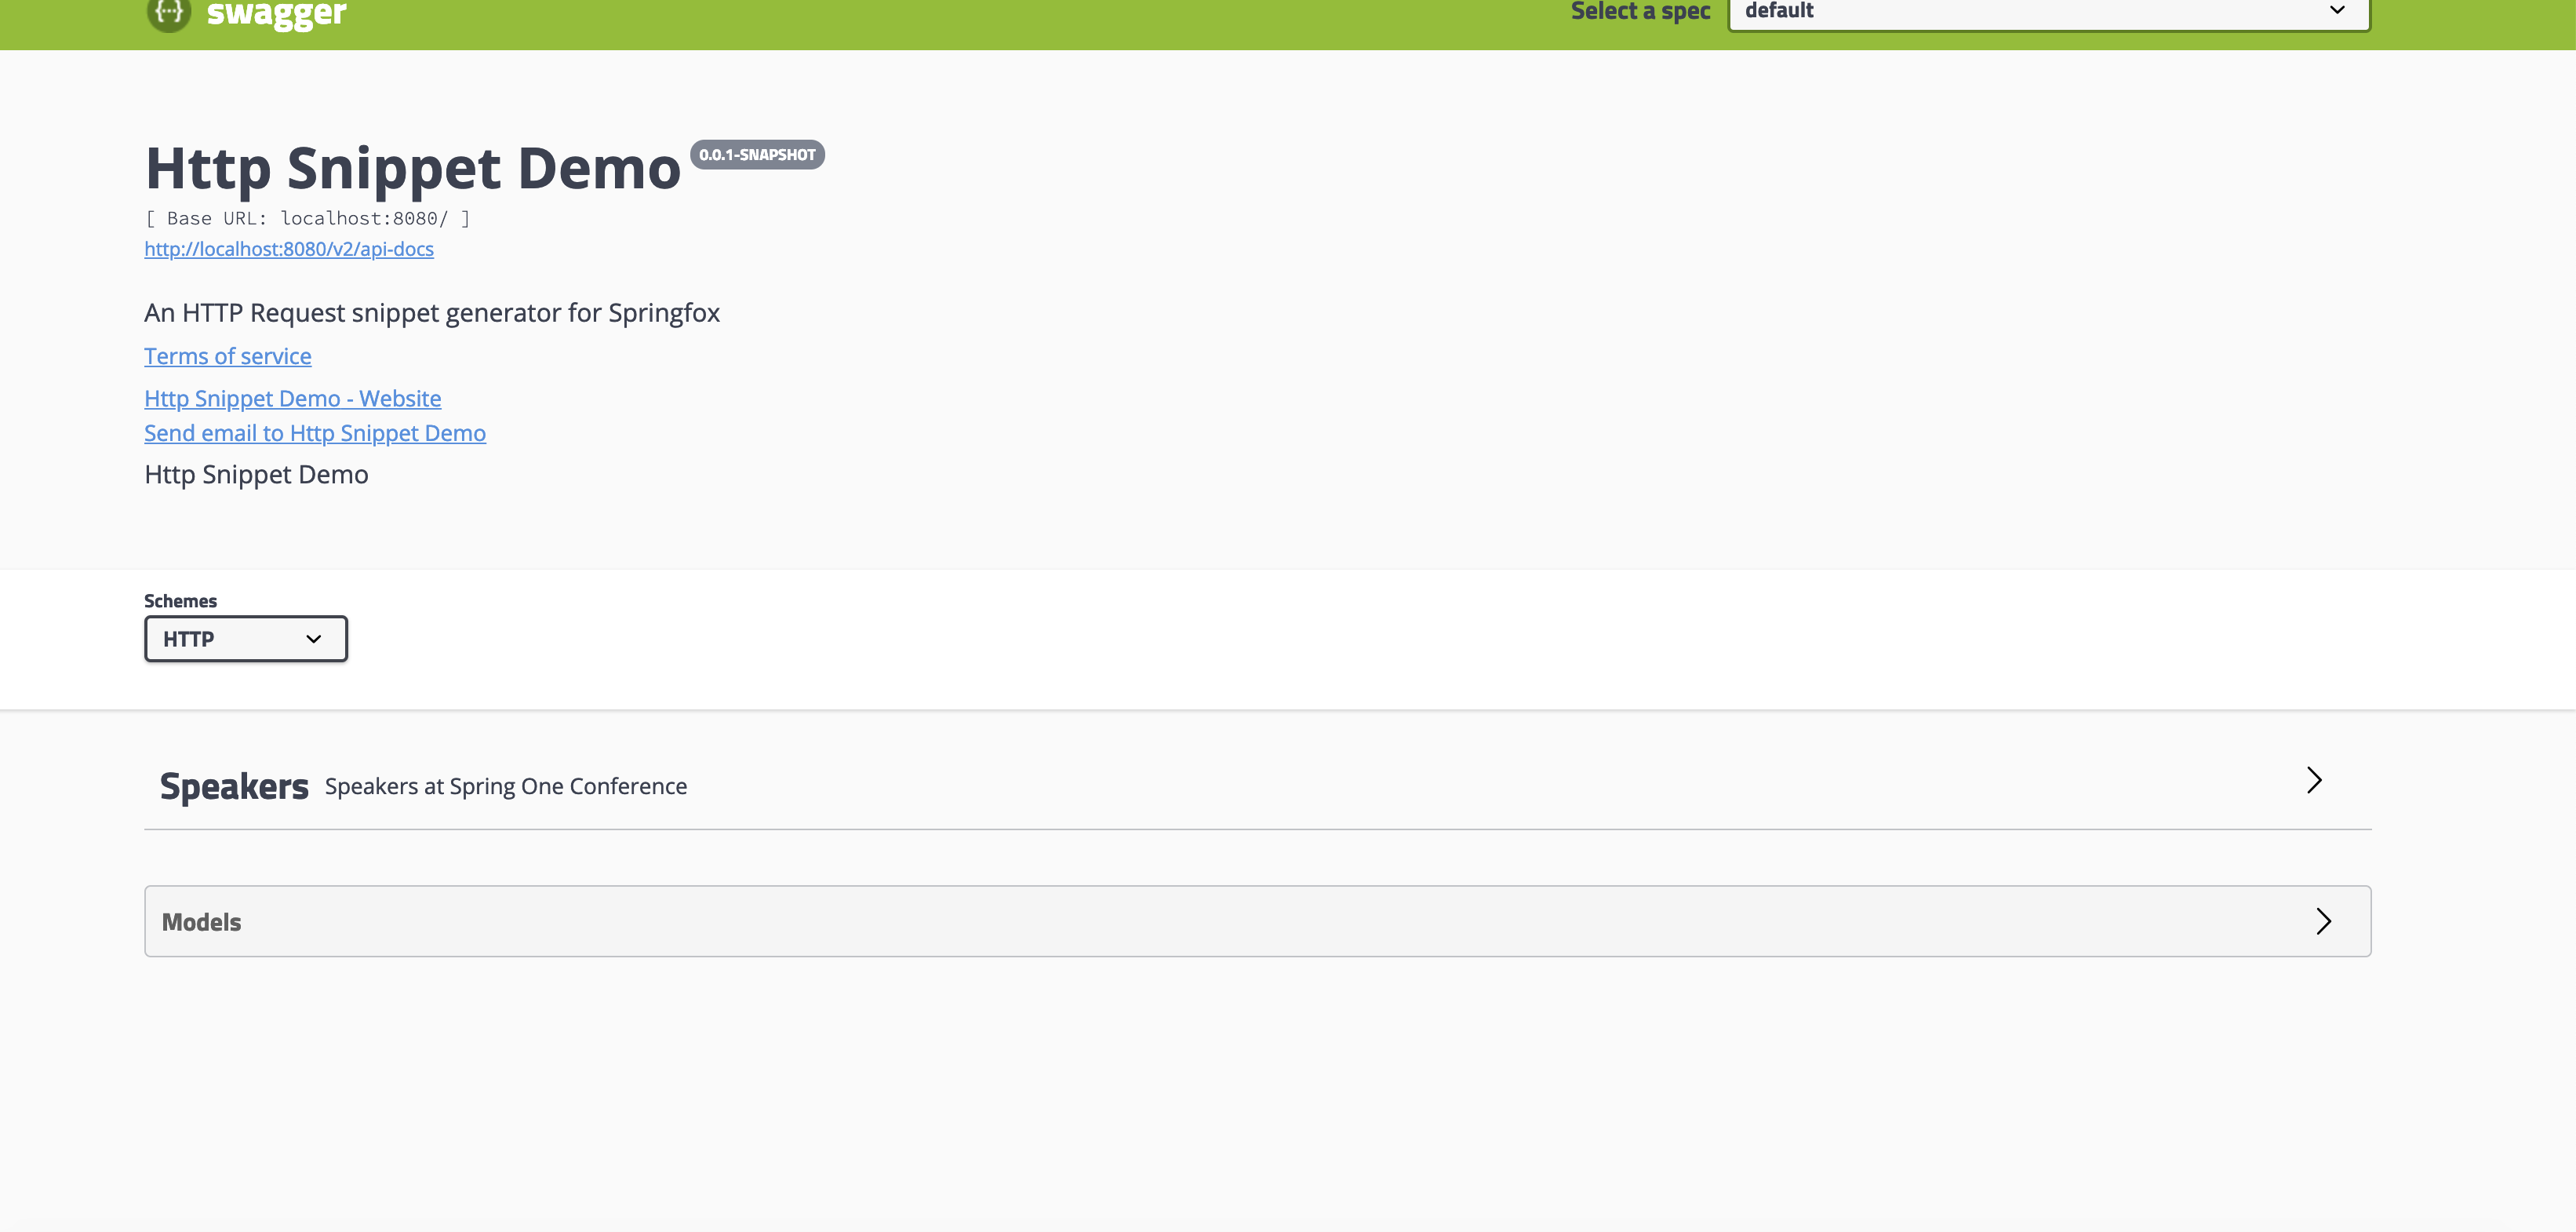 {···} swagger
Select a spec default
Http Snippet Demo 0.0.1-SNAPSHOT
[ Base URL: localhost:8080/ ]
http://localhost:8080/v2/api-docs
An HTTP Request snippet generator for Springfox
Terms of service
Http Snippet Demo - Website
Send email to Http Snippet Demo
Http Snippet Demo
Schemes
HTTP
Speakers Speakers at Spring One Conference
Models